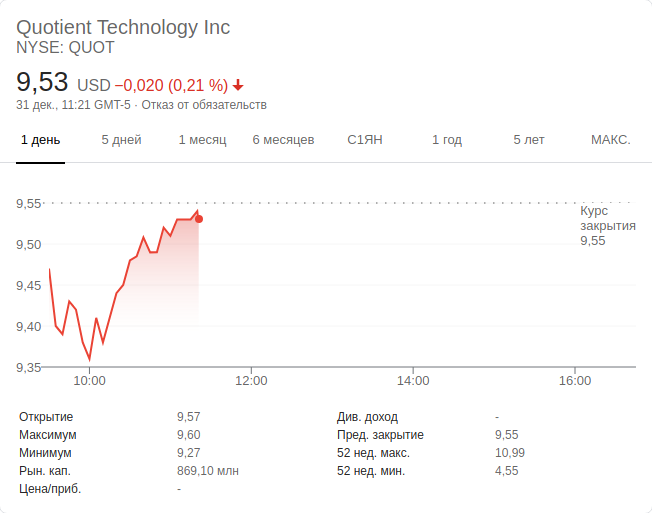 Quotient Technology Inc
NYSE: QUOT
9,53 USD −0,020 (0,21 %)
31 дек., 11:21 GMT-5 · Отказ от обязательств
1 день 5 дней 1 месяц 6 месяцев С1ЯН 1 год 5 лет МАКС.
9,55
Курс
закрытия
9,55
9,50
9,45
9,40
9,35
10:00 12:00 14:00 16:00
Открытие 9,57 Див. доход -
Максимум 9,60 Пред. закрытие 9,55
Минимум 9,27 52 нед. макс. 10,99
Рын. кап. 869,10 млн 52 нед. мин. 4,55
Цена/приб. -